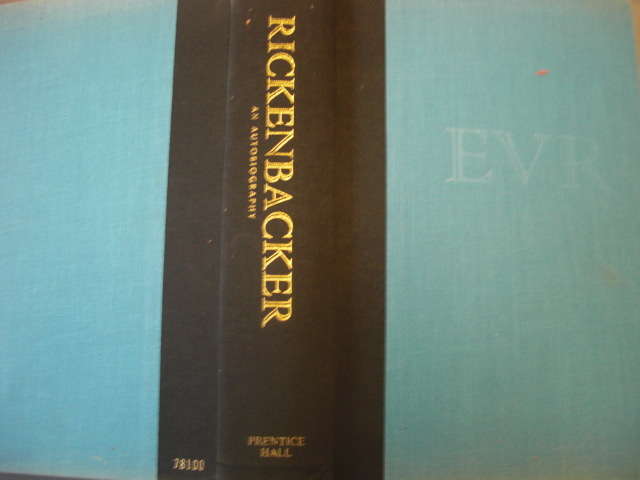 RICKENBACKER
AN AUTOBIOGRAPHY
PRENTICE
HALL
78100
EVR